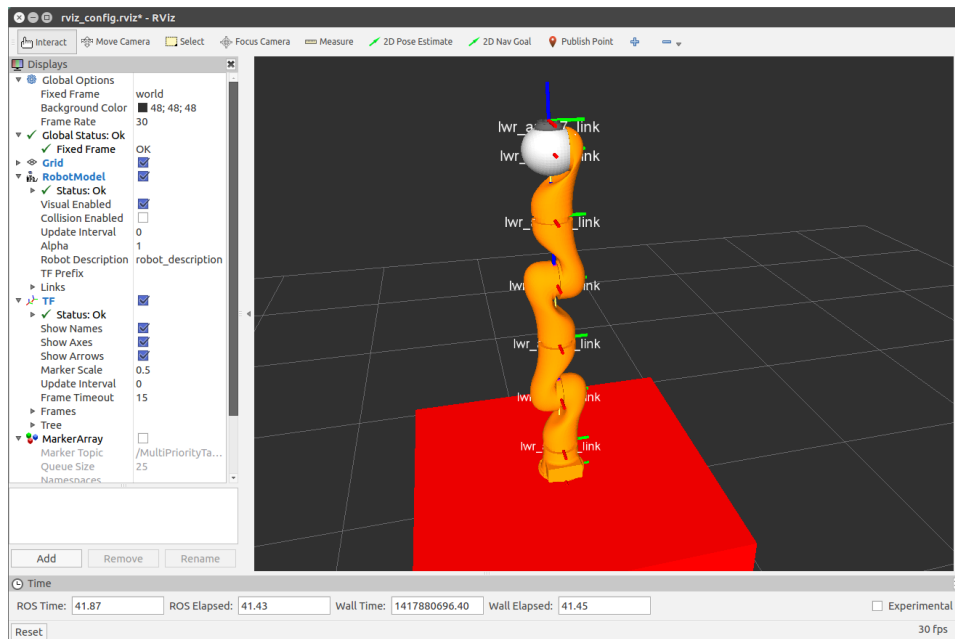 rviz_config.rviz* - RViz
Interact Move Camera Select Focus Camera Measure 2D Pose Estimate 2D Nav Goal Publish Point
Displays
Global Options
Fixed Frame world
Background Color 48; 48; 48
Frame Rate 30
Global Status: Ok
Fixed Frame OK
Grid
RobotModel
Status: Ok
Visual Enabled
Collision Enabled
Update Interval 0
Alpha 1
Robot Description robot_description
TF Prefix
Links
TF
Status: Ok
Show Names
Show Axes
Show Arrows
Marker Scale 0.5
Update Interval 0
Frame Timeout 15
Frames
Tree
MarkerArray
Marker Topic /MultiPriorityTa...
Queue Size 25
Namespaces
Add Remove Rename
Time
ROS Time: 41.87 ROS Elapsed: 41.43 Wall Time: 1417880696.40 Wall Elapsed: 41.45 Experimental
Reset 30 fps